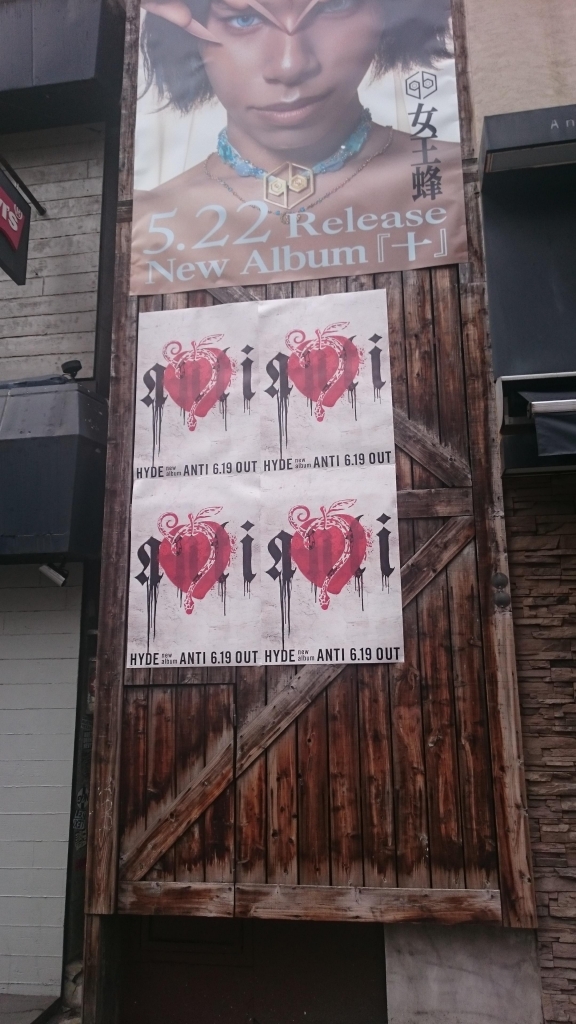 女王蜂
5.22 Release
New Album『十』
anti anti
HYDE new album ANTI 6.19 OUT HYDE new album ANTI 6.19 OUT
anti anti
HYDE new album ANTI 6.19 OUT HYDE new album ANTI 6.19 OUT